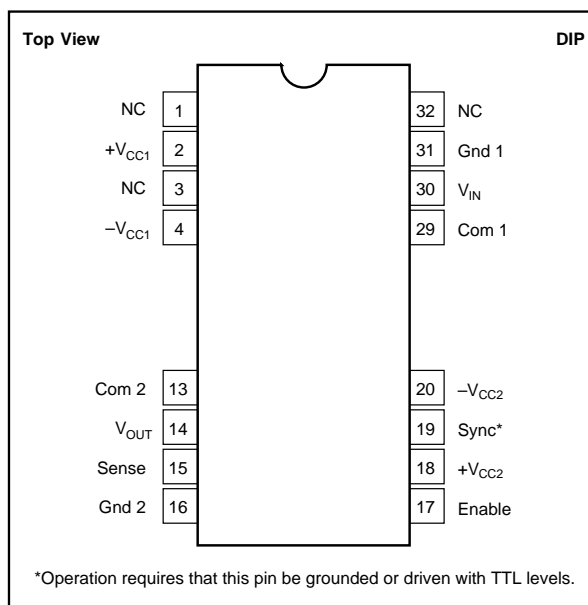 Top View DIP
NC 1 32 NC
+VCC1 2 31 Gnd 1
NC 3 30 VIN
–VCC1 4 29 Com 1
Com 2 13 20 –VCC2
VOUT 14 19 Sync*
Sense 15 18 +VCC2
Gnd 2 16 17 Enable
*Operation requires that this pin be grounded or driven with TTL levels.